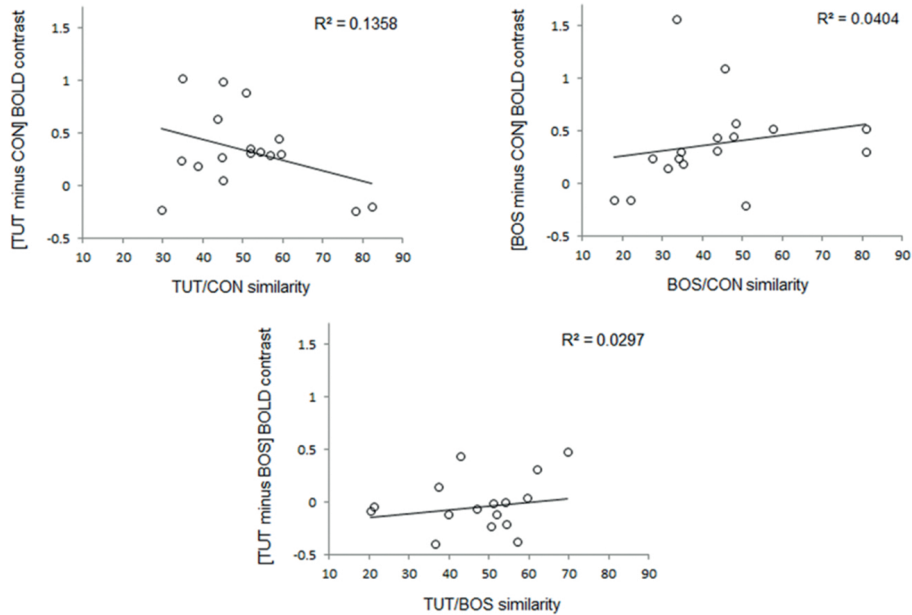 R² = 0.1358
[TUT minus CON] BOLD contrast
1.5
1
0.5
0
-0.5
10 20 30 40 50 60 70 80 90
TUT/CON similarity
R² = 0.0404
[BOS minus CON] BOLD contrast
1.5
1
0.5
0
-0.5
10 20 30 40 50 60 70 80 90
BOS/CON similarity
R² = 0.0297
[TUT minus BOS] BOLD contrast
1.5
1
0.5
0
-0.5
10 20 30 40 50 60 70 80 90
TUT/BOS similarity